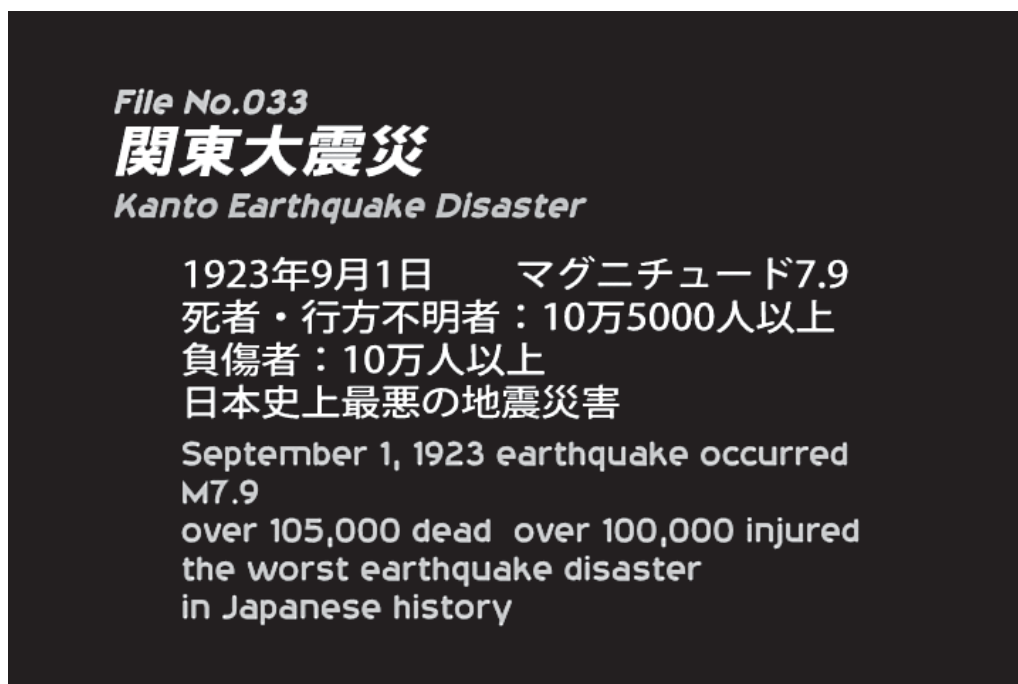 File No.033
関東大震災
Kanto Earthquake Disaster
1923年9月1日　　マグニチュード7.9
死者・行方不明者：10万5000人以上
負傷者：10万人以上
日本史上最悪の地震災害
September 1, 1923 earthquake occurred
M7.9
over 105,000 dead  over 100,000 injured
the worst earthquake disaster
in Japanese history